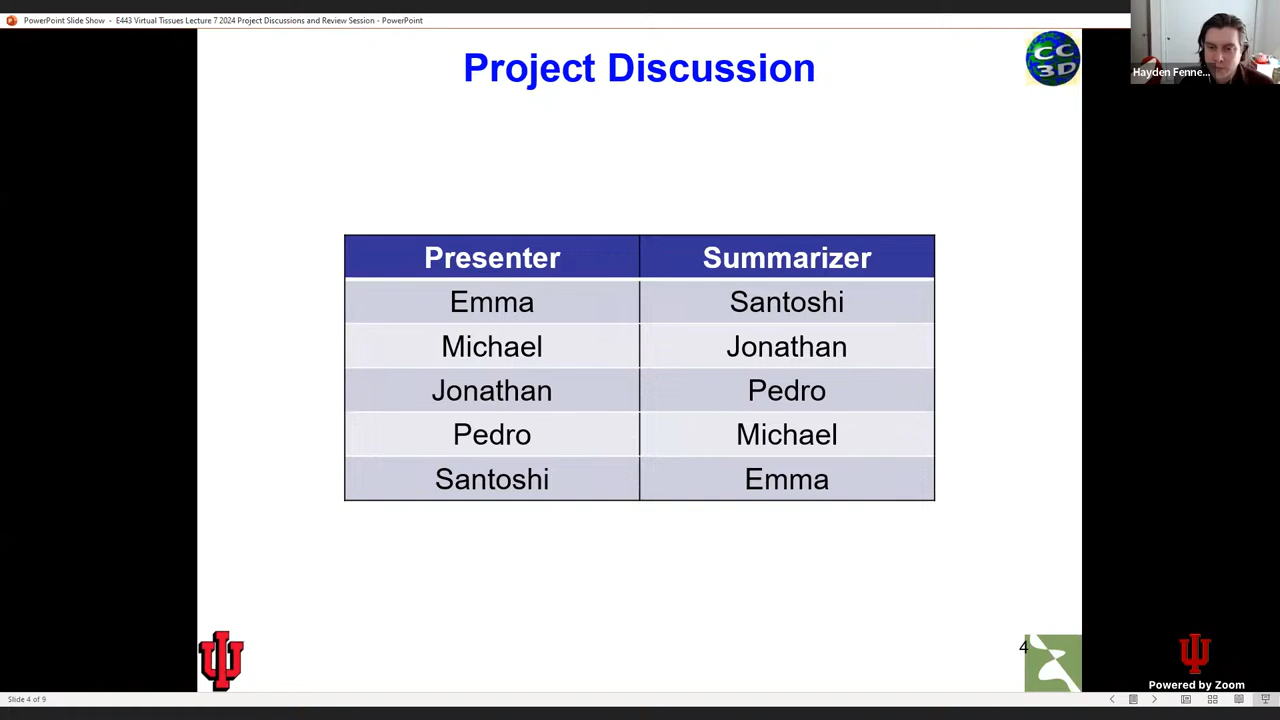 PowerPoint Slide Show - E443 Virtual Tissues Lecture 7 2024 Project Discussions and Review Session - PowerPoint
Project Discussion
CC
3D
Hayden Fenne...
Presenter Summarizer
Emma Santoshi
Michael Jonathan
Jonathan Pedro
Pedro Michael
Santoshi Emma
4
Powered by Zoom
Slide 4 of 9